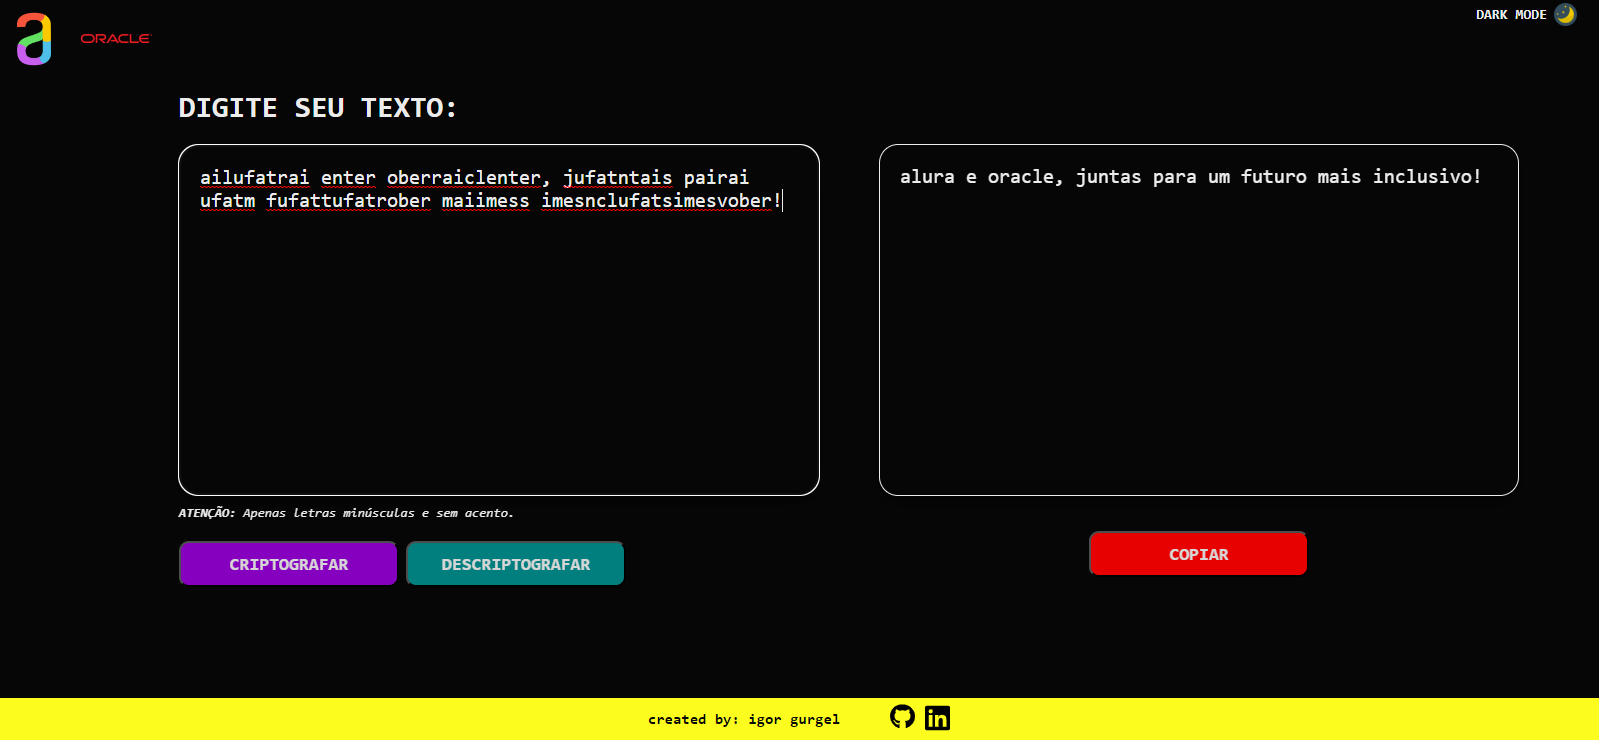 a ORACLE
DARK MODE
DIGITE SEU TEXTO:
ailufatrai enter oberraiclenter, jufatntais pairai
ufatm fufattufatrober maiimess imesnclufatsimesvober!
alura e oracle, juntas para um futuro mais inclusivo!
ATENÇÃO: Apenas letras minúsculas e sem acento.
CRIPTOGRAFAR DESCRIPTOGRAFAR
COPIAR
created by: igor gurgel in